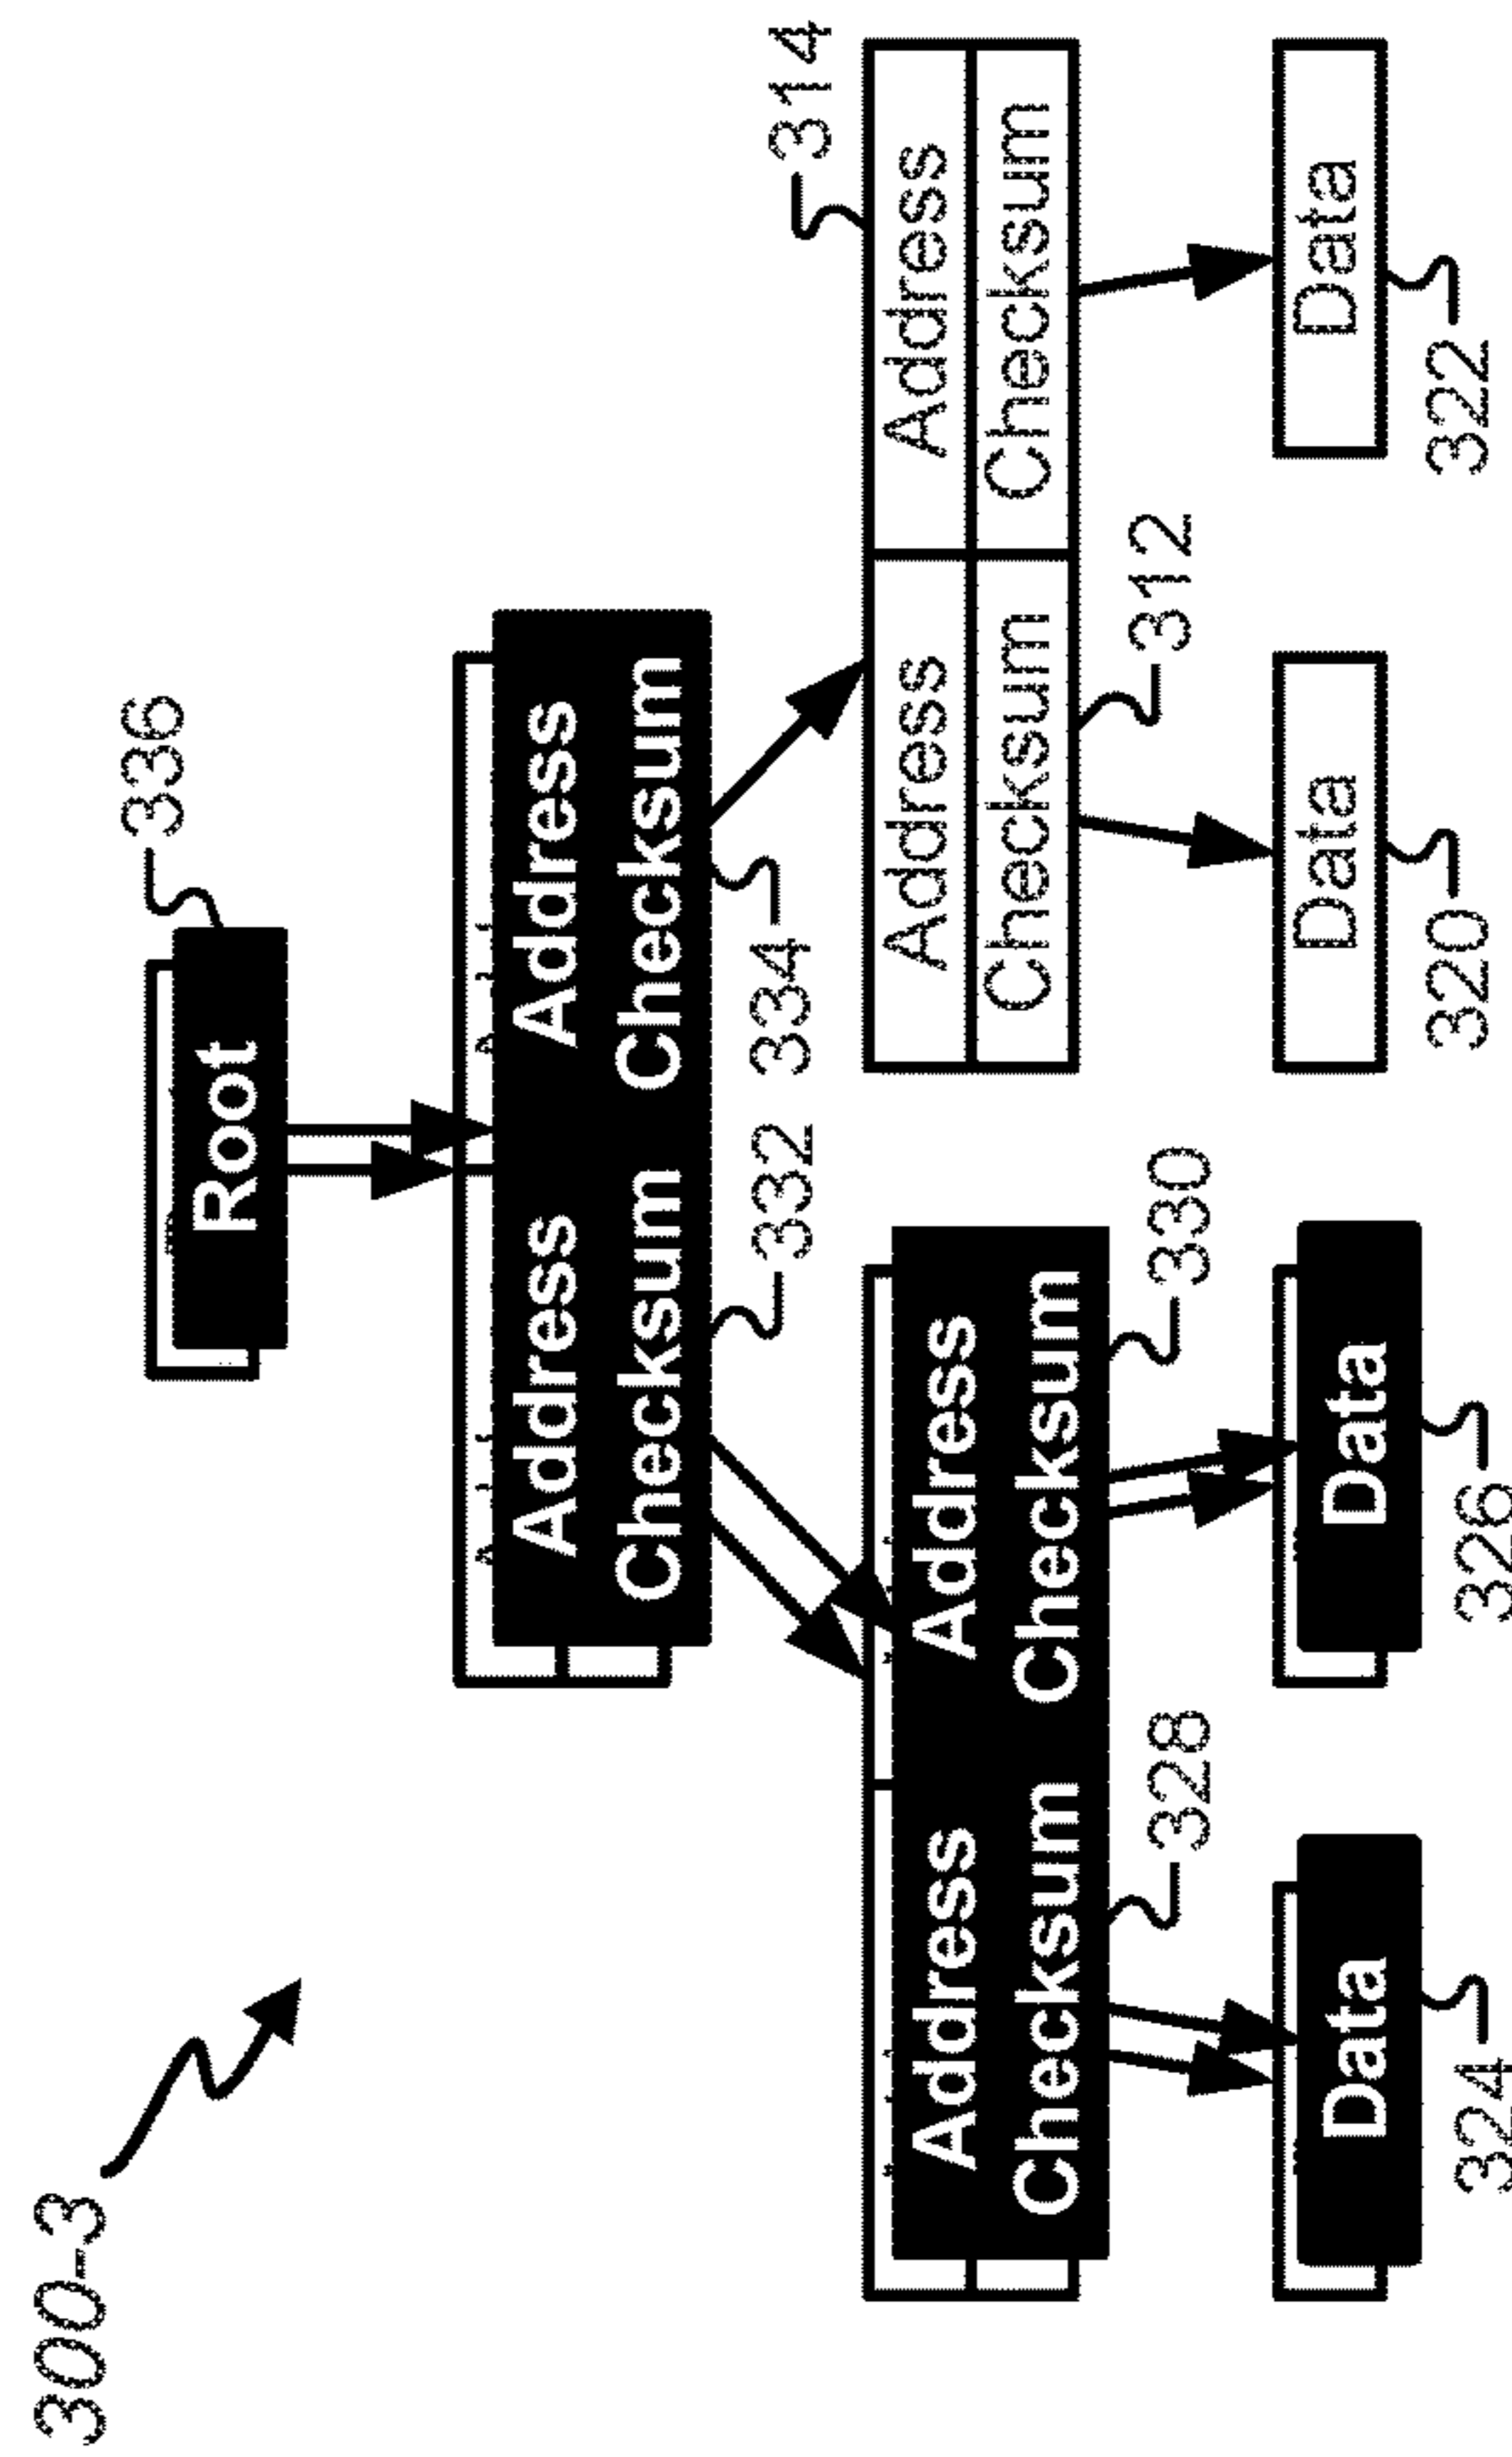 300-3
336
Root
Address Address
Checksum Checksum
332 334
314
Address Address
Address Address
Checksum Checksum
Checksum Checksum
328 330
312
Data Data
Data Data
324 326
320 322